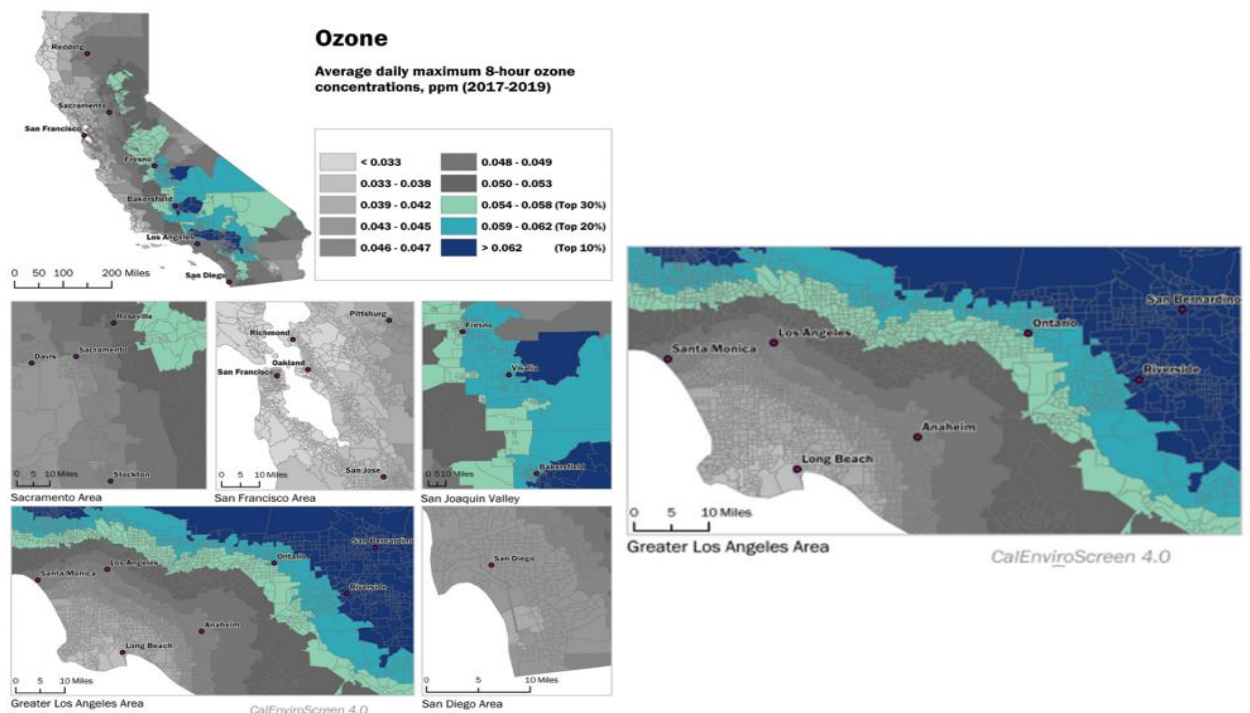 Ozone
Average daily maximum 8-hour ozone
concentrations, ppm (2017-2019)
< 0.033
0.033 - 0.038
0.039 - 0.042
0.043 - 0.045
0.046 - 0.047
0.048 - 0.049
0.050 - 0.053
0.054 - 0.058 (Top 30%)
0.059 - 0.062 (Top 20%)
> 0.062 (Top 10%)
Redding
Sacramento
San Francisco
Fresno
Bakersfield
Los Angeles
San Diego
0 50 100 200 Miles
Roseville
Davis
Sacramento
Stockton
0 5 10 Miles
Sacramento Area
Pittsburg
Richmond
Oakland
San Francisco
San Jose
0 5 10 Miles
San Francisco Area
Fresno
Visalia
Bakersfield
0 510 Miles
San Joaquin Valley
San Bernardino
Ontario
Los Angeles
Santa Monica
Riverside
Anaheim
Long Beach
0 5 10 Miles
Greater Los Angeles Area
CalEnviroScreen 4.0
San Diego
0 5 10 Miles
San Diego Area
San Bernardino
Ontario
Los Angeles
Santa Monica
Riverside
Anaheim
Long Beach
0 5 10 Miles
Greater Los Angeles Area
CalEnviroScreen 4.0